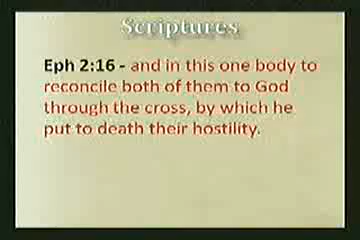 Scriptures
Eph 2:16 - and in this one body to
reconcile both of them to God
through the cross, by which he
put to death their hostility.